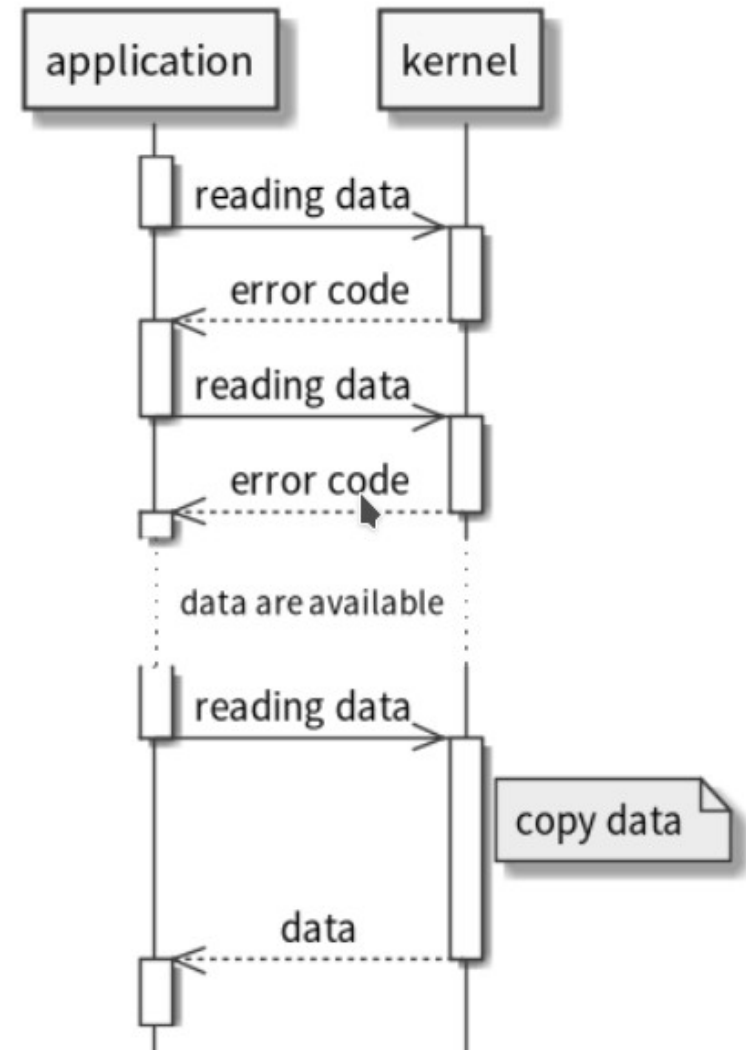 application
kernel
reading data
error code
reading data
error code
data are available
reading data
copy data
data